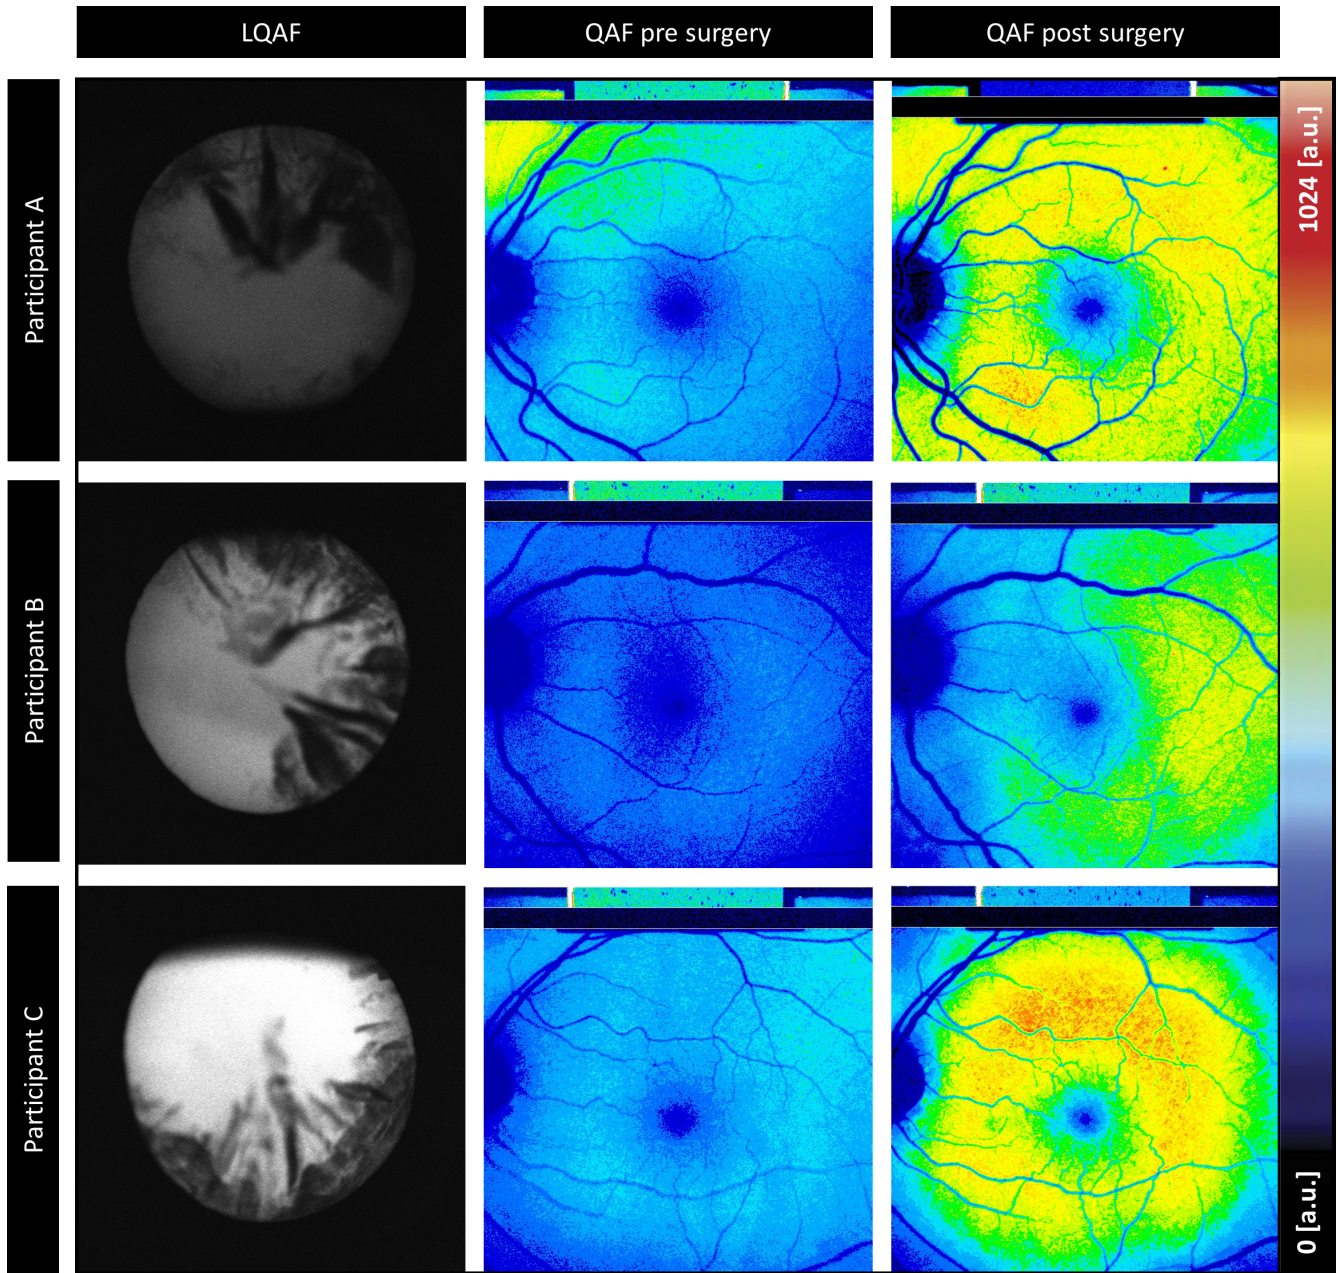 LQAF
QAF pre surgery
QAF post surgery
Participant A
1024 [a.u.]
Participant B
Participant C
0 [a.u.]